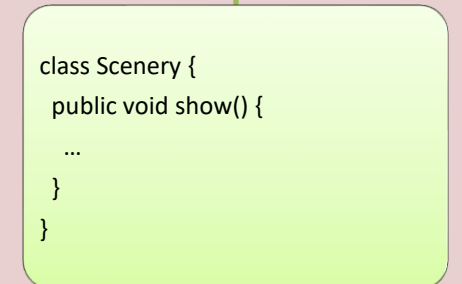 class Scenery {
public void show() {
…
}
}